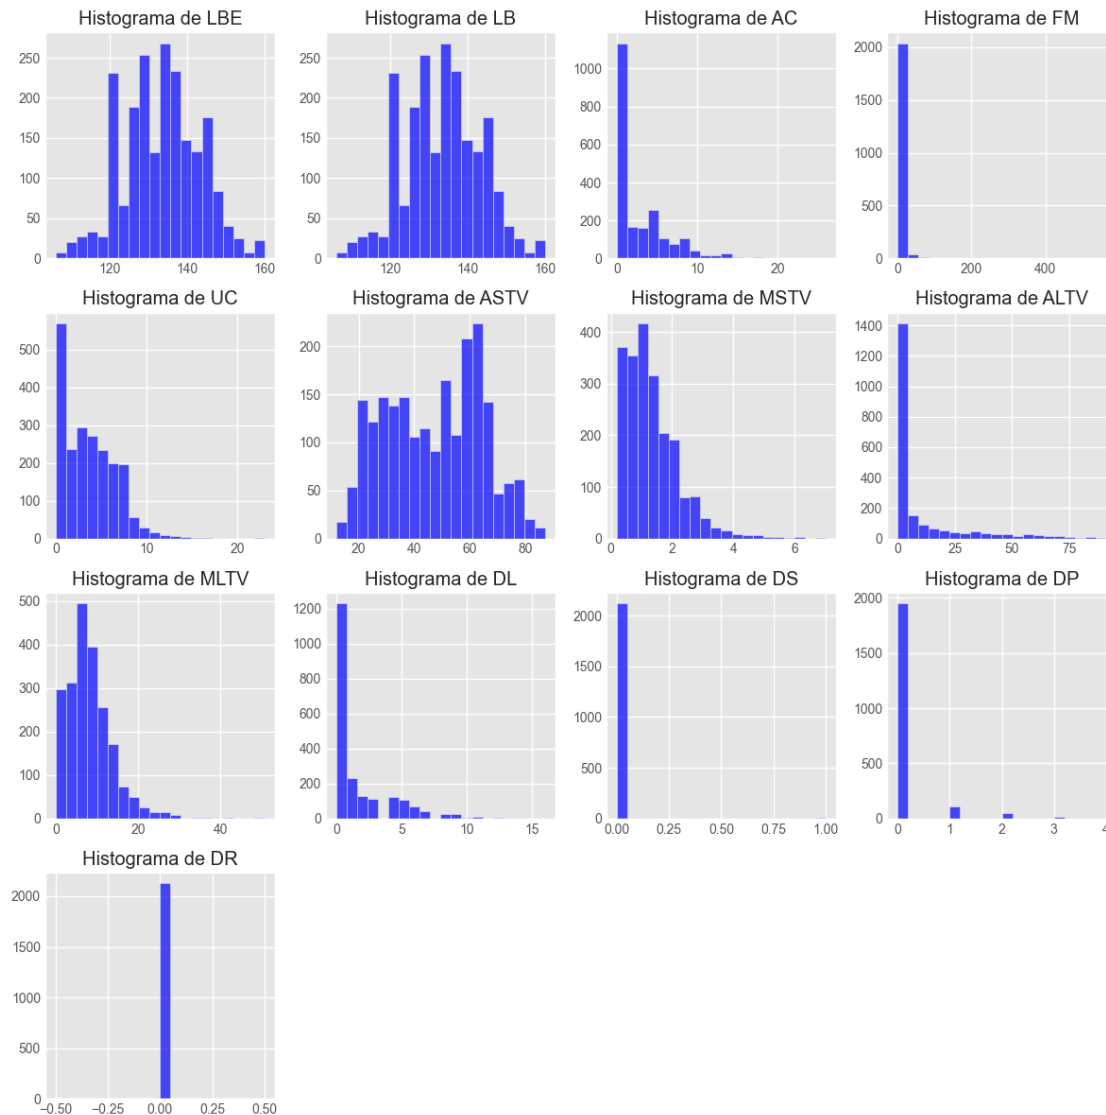 Histograma de LBE
250
200
150
100
50
0
120 140 160
Histograma de LB
250
200
150
100
50
0
120 140 160
Histograma de AC
1000
800
600
400
200
0
0 10 20
Histograma de FM
2000
1500
1000
500
0
0 200 400
Histograma de UC
500
400
300
200
100
0
0 10 20
Histograma de ASTV
200
150
100
50
0
20 40 60 80
Histograma de MSTV
400
300
200
100
0
0 2 4 6
Histograma de ALTV
1400
1200
1000
800
600
400
200
0
0 25 50 75
Histograma de MLTV
500
400
300
200
100
0
0 20 40
Histograma de DL
1200
1000
800
600
400
200
0
0 5 10 15
Histograma de DS
2000
1500
1000
500
0
0.00 0.25 0.50 0.75 1.00
Histograma de DP
2000
1500
1000
500
0
0 1 2 3 4
Histograma de DR
2000
1500
1000
500
0
−0.50 −0.25 0.00 0.25 0.50